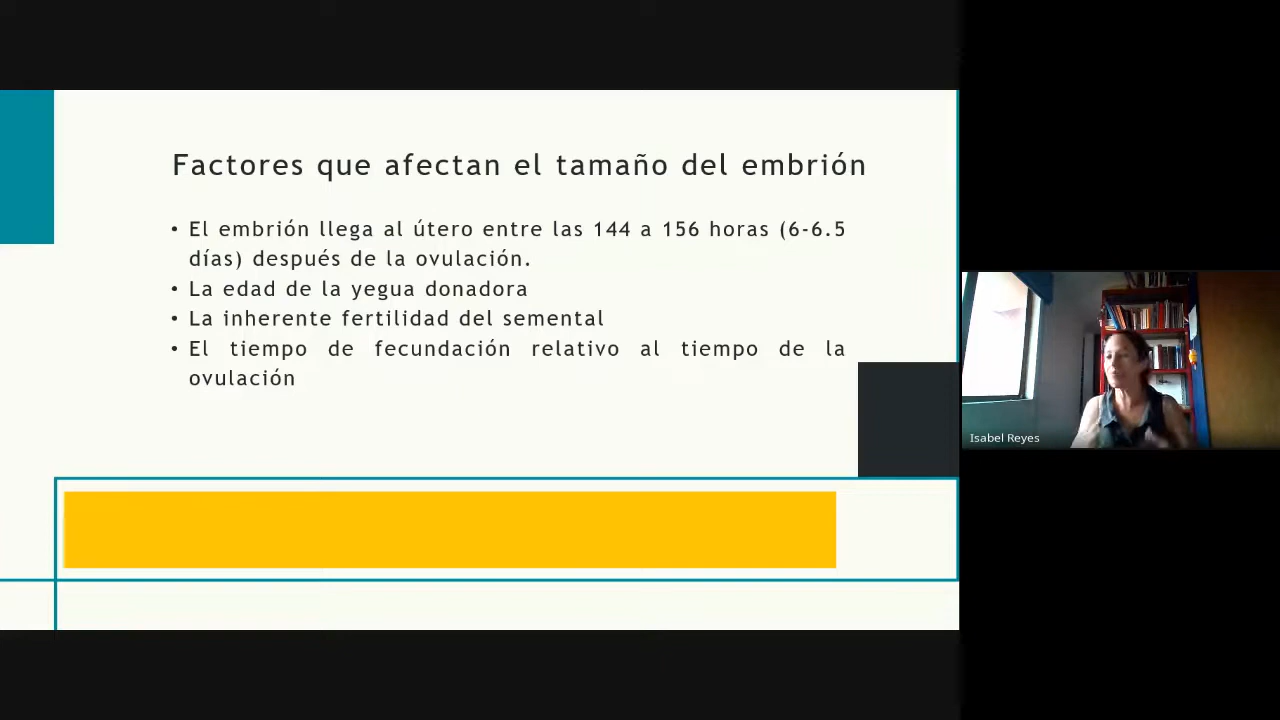 Factores que afectan el tamaño del embrión
• El embrión llega al útero entre las 144 a 156 horas (6-6.5
días) después de la ovulación.
• La edad de la yegua donadora
• La inherente fertilidad del semental
• El tiempo de fecundación relativo al tiempo de la
ovulación
Isabel Reyes